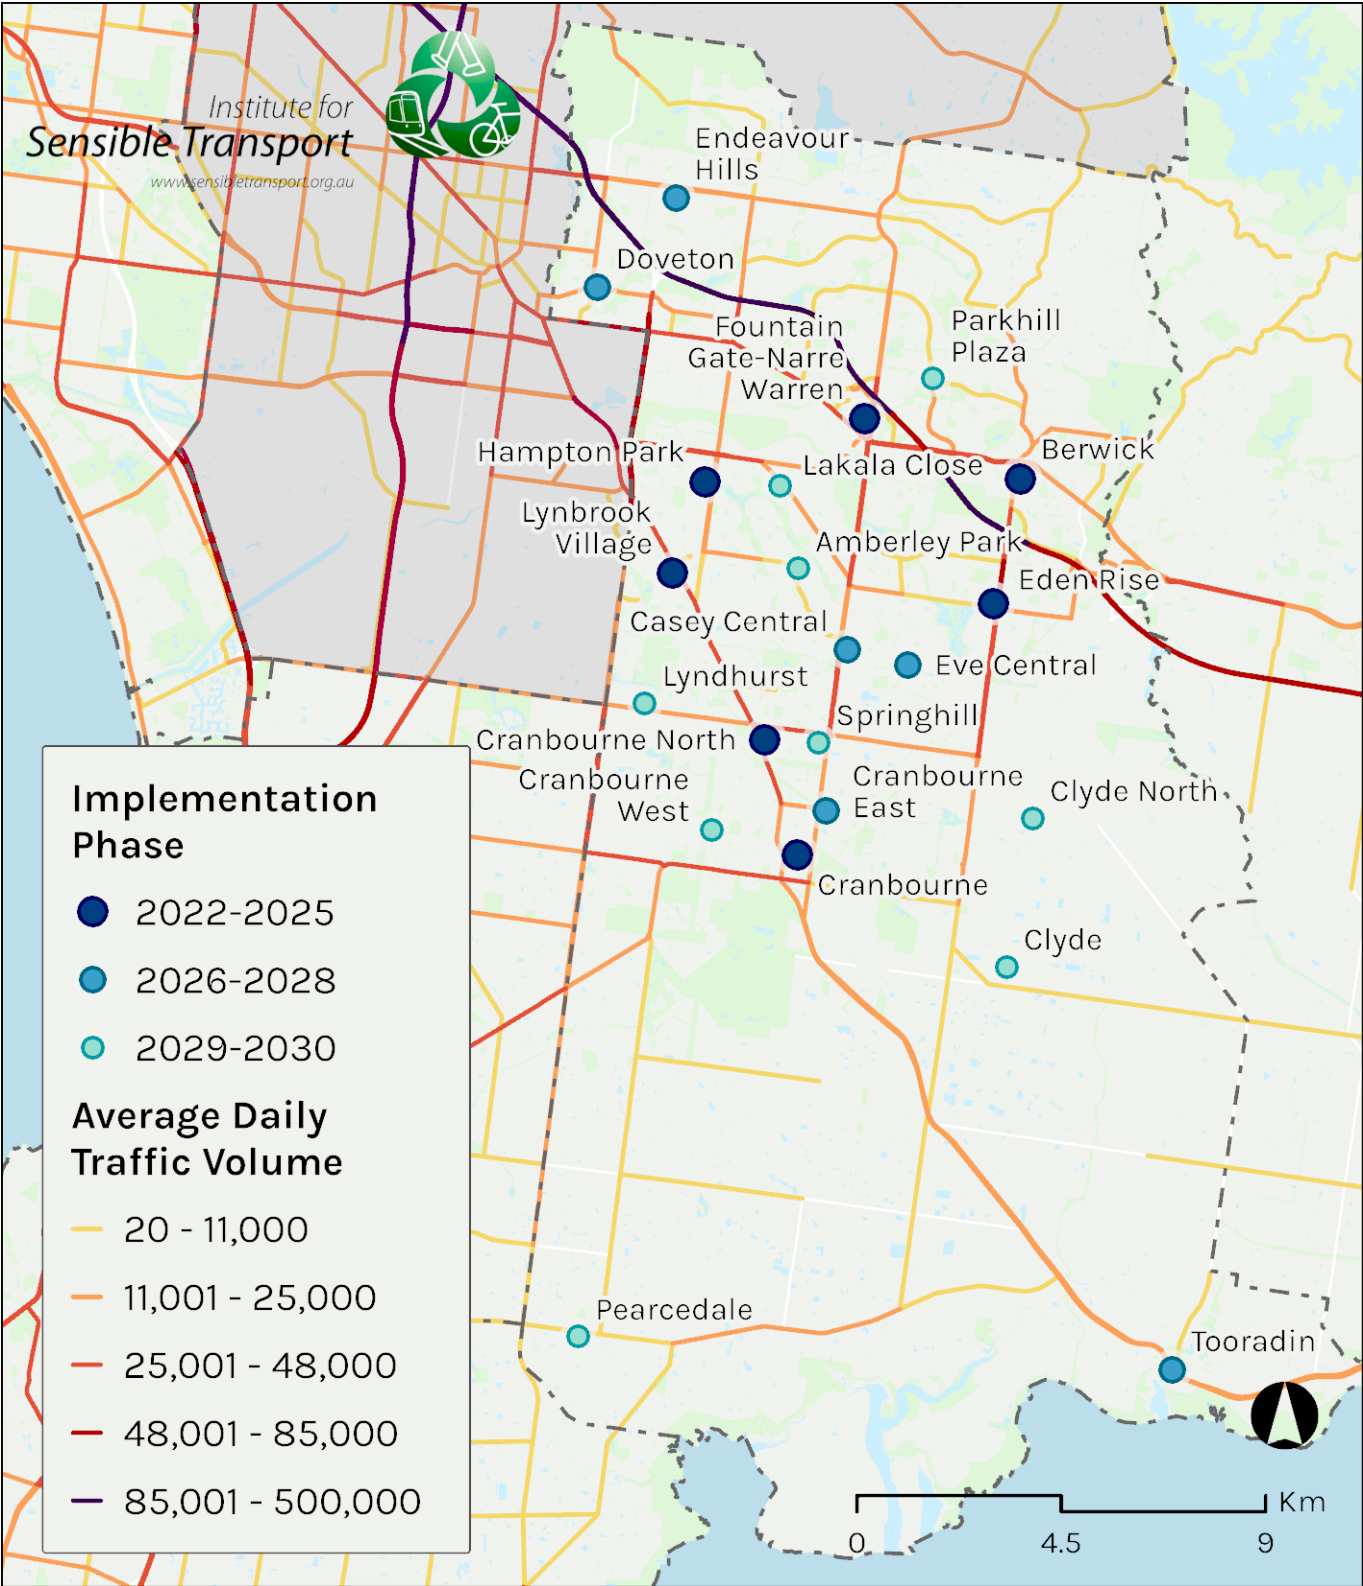 Institute for
Sensible Transport
www.sensibletransport.org.au
Endeavour
Hills
Doveton
Fountain
Gate-Narre
Warren
Parkhill
Plaza
Hampton Park
Lakala Close
Berwick
Lynbrook
Village
Amberley Park
Eden Rise
Casey Central
Eve Central
Lyndhurst
Springhill
Cranbourne North
Cranbourne
West
Cranbourne
East
Clyde North
Cranbourne
Clyde
Pearcedale
Tooradin
Implementation
Phase
2022-2025
2026-2028
2029-2030
Average Daily
Traffic Volume
20 - 11,000
11,001 - 25,000
25,001 - 48,000
48,001 - 85,000
85,001 - 500,000
Km
0 4.5 9